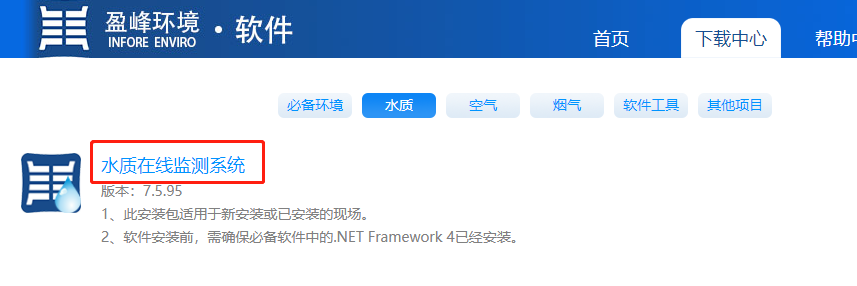 盈峰环境
INFORE ENVIRO
·软件
首页
下载中心
帮助中
必备环境
水质
空气
烟气
软件工具
其他项目
水质在线监测系统
版本：7.5.95
1、此安装包适用于新安装或已安装的现场。
2、软件安装前，需确保必备软件中的.NET Framework 4已经安装。